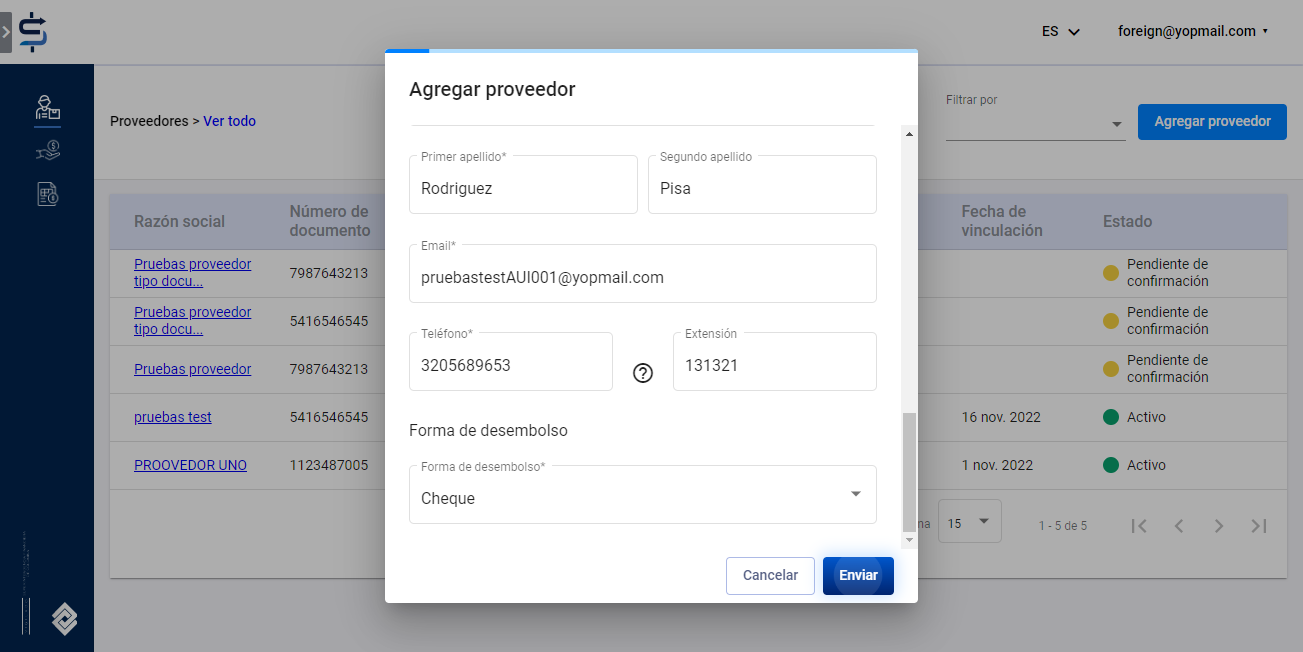 ES
foreign@yopmail.com
Proveedores > Ver todo
Filtrar por
Agregar proveedor
Razón social
Número de
documento
Fecha de
vinculación
Estado
Pruebas proveedor
tipo docu...
7987643213
Pendiente de
confirmación
Pruebas proveedor
tipo docu...
5416546545
Pendiente de
confirmación
Pruebas proveedor
7987643213
Pendiente de
confirmación
pruebas test
5416546545
16 nov. 2022
Activo
PROOVEDOR UNO
1123487005
1 nov. 2022
Activo
na
15
1 - 5 de 5
Agregar proveedor
Primer apellido*
Rodriguez
Segundo apellido
Pisa
Email*
pruebastestAUI001@yopmail.com
Teléfono*
3205689653
?
Extensión
131321
Forma de desembolso
Forma de desembolso*
Cheque
Cancelar
Enviar